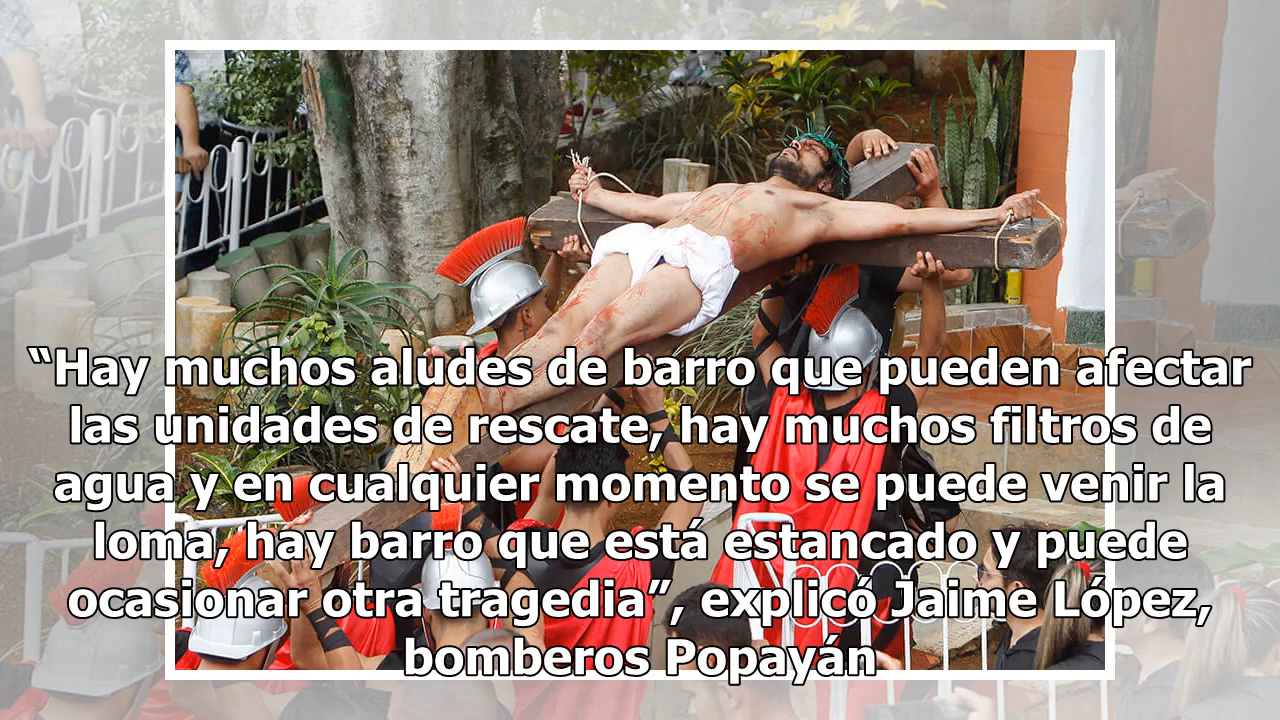 “Hay muchos aludes de barro que pueden afectar
las unidades de rescate, hay muchos filtros de
agua y en cualquier momento se puede venir la
loma, hay barro que está estancado y puede
ocasionar otra tragedia”, explicó Jaime López,
bomberos Popayán